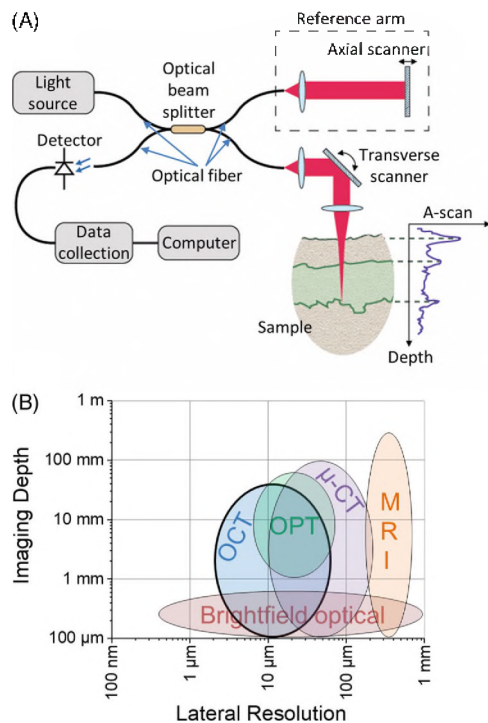 (A)
Reference arm
Axial scanner
Light
source
Optical
beam
splitter
Detector
Optical fiber
Transverse
scanner
Data
collection
Computer
A-scan
Sample
Depth
(B)
1 m
100 mm
10 mm
1 mm
100 µm
Imaging Depth
OCT
OPT
µ-CT
M
R
I
Brightfield optical
100 nm
1 µm
10 µm
100 µm
1 mm
Lateral Resolution